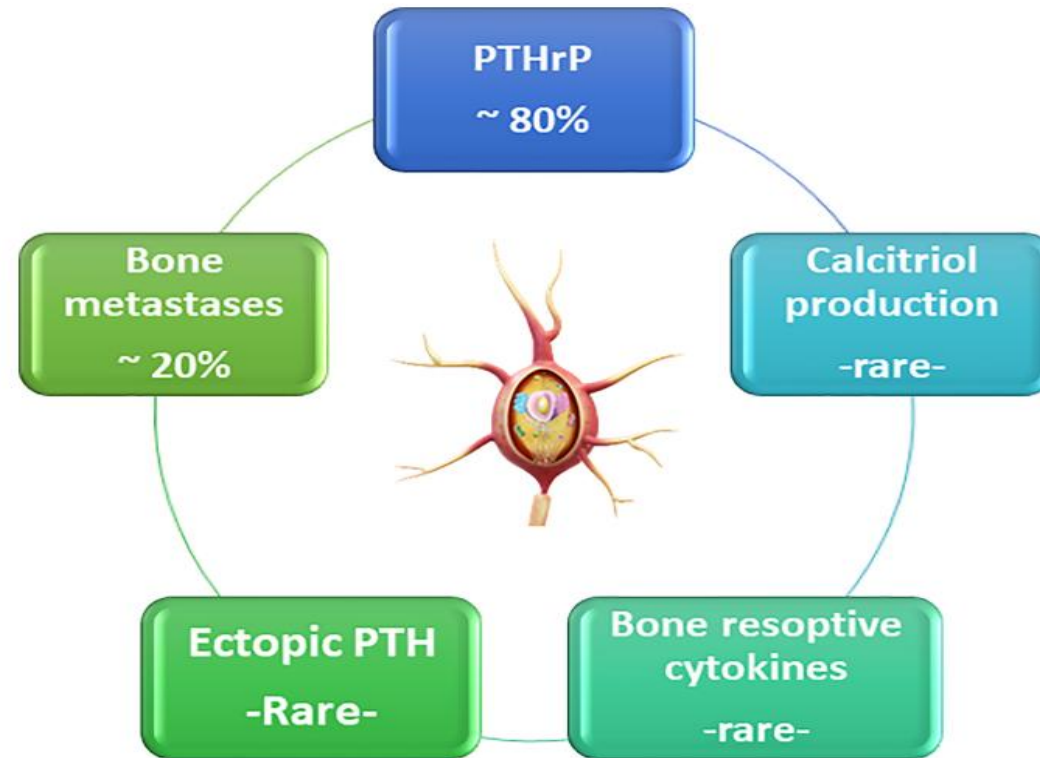 PTHrP
~ 80%
Calcitriol
production
-rare-
Bone resoptive
cytokines
-rare-
Ectopic PTH
-Rare-
Bone
metastases
~ 20%